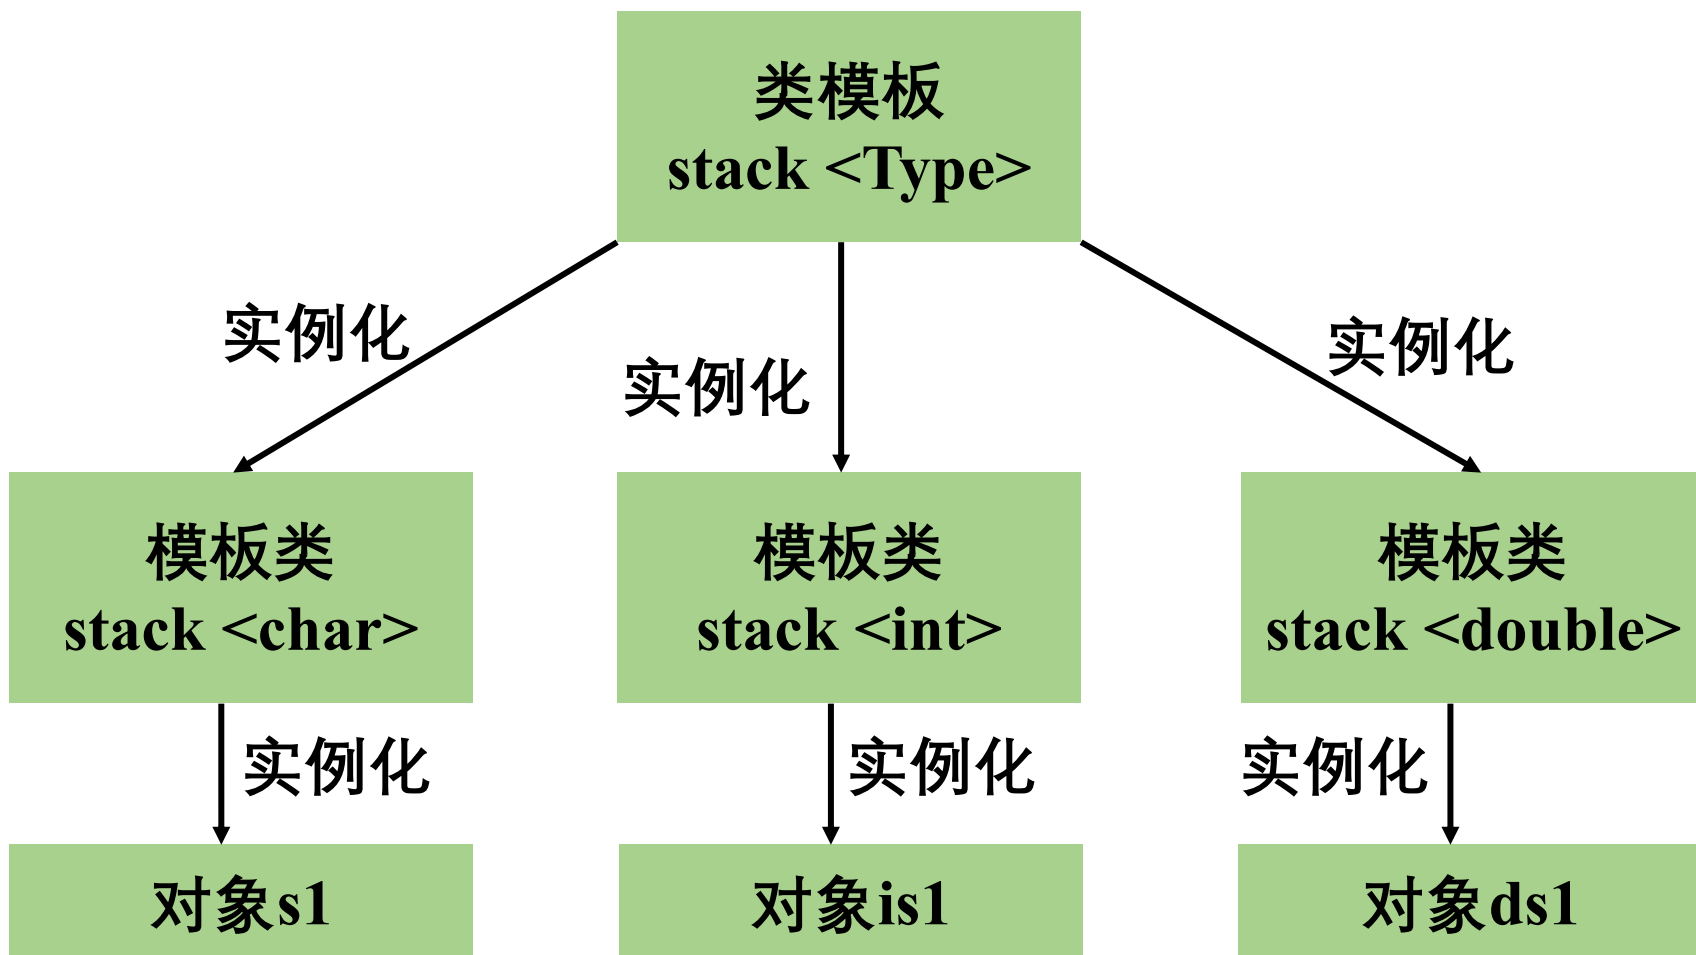 类模板
stack <Type>
实例化
实例化
实例化
模板类
stack <char>
模板类
stack <int>
模板类
stack <double>
实例化
实例化
实例化
对象s1
对象is1
对象ds1